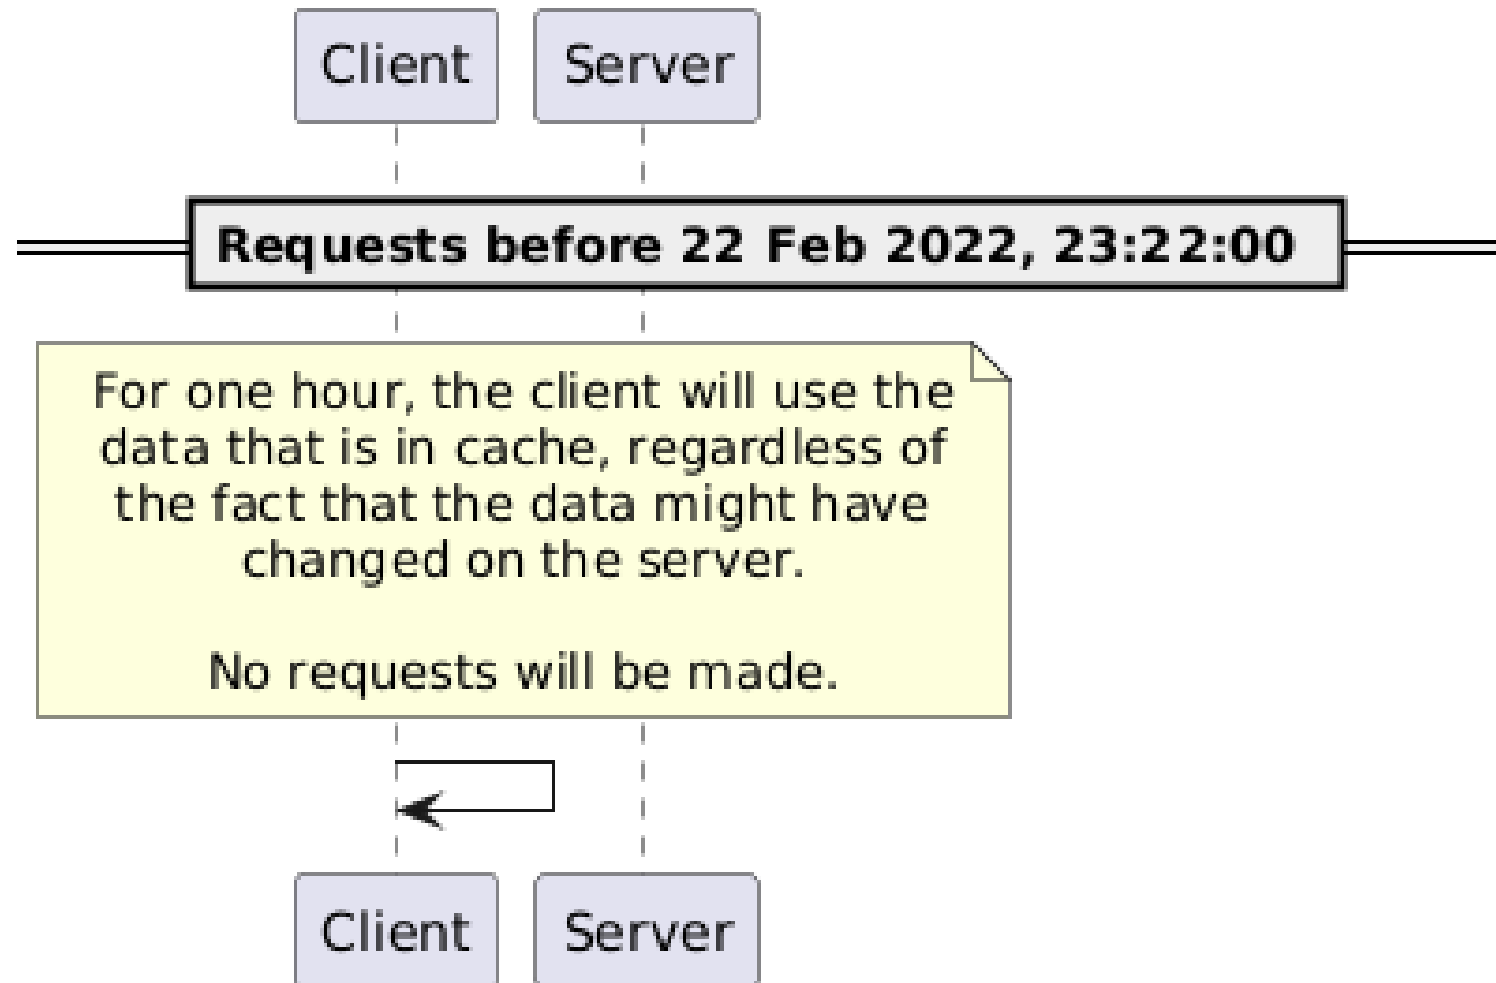 Client
Server
Requests before 22 Feb 2022, 23:22:00
For one hour, the client will use the
data that is in cache, regardless of
the fact that the data might have
changed on the server.
No requests will be made.
Client
Server